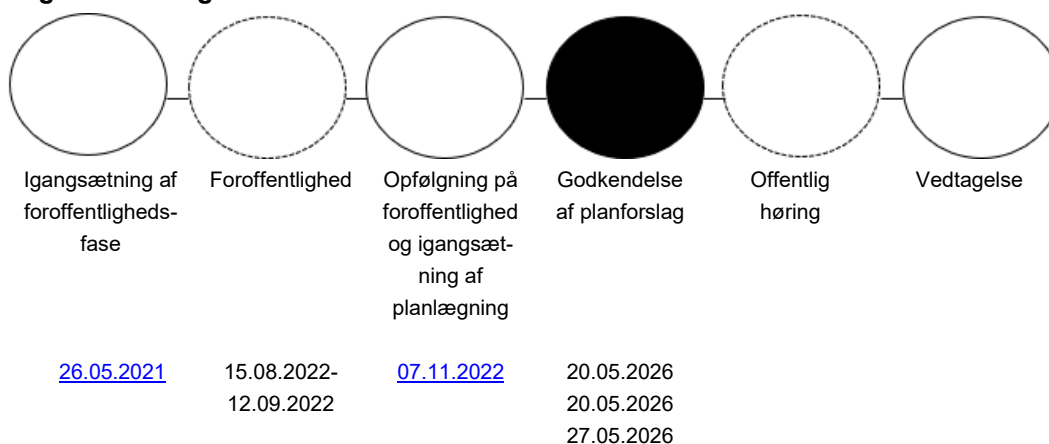 Igangsætning af
foroffentligheds-
fase
Foroffentlighed
Opfølgning på
foroffentlighed
og igangsæt-
ning af
planlægning
Godkendelse
af planforslag
Offentlig
høring
Vedtagelse
26.05.2021
15.08.2022-
12.09.2022
07.11.2022
20.05.2026
20.05.2026
27.05.2026